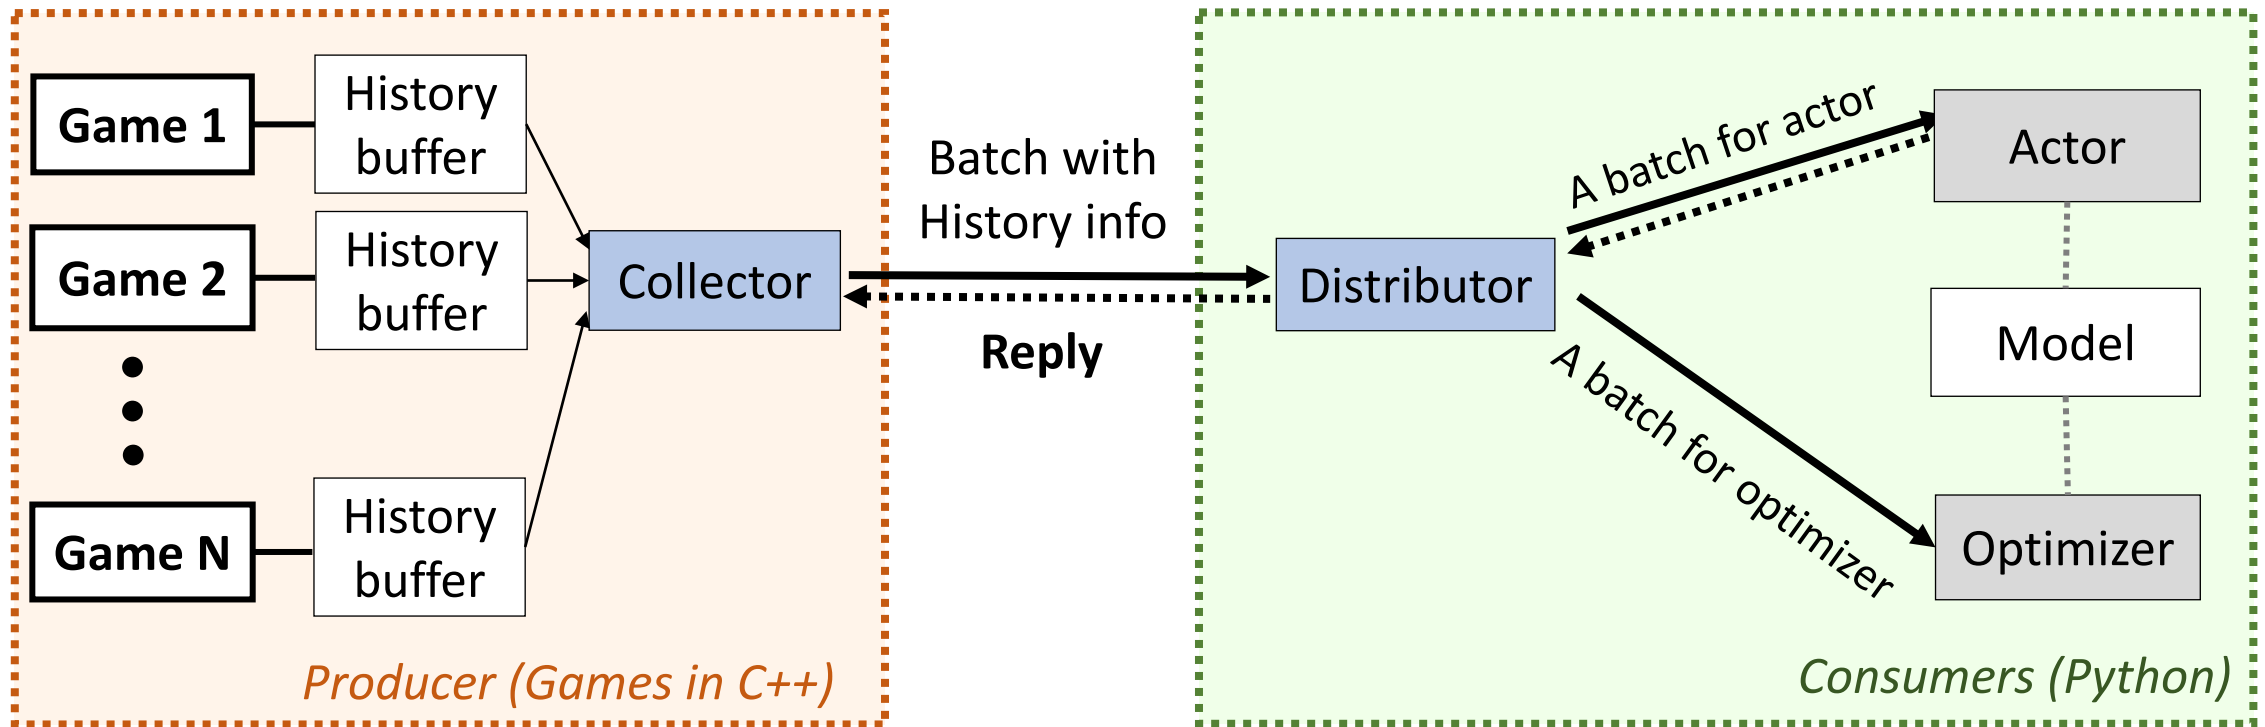 Game 1
History
buffer
Game 2
History
buffer
Game N
History
buffer
Collector
Producer (Games in C++)
Batch with
History info
Reply
Distributor
A batch for actor
A batch for optimizer
Actor
Model
Optimizer
Consumers (Python)